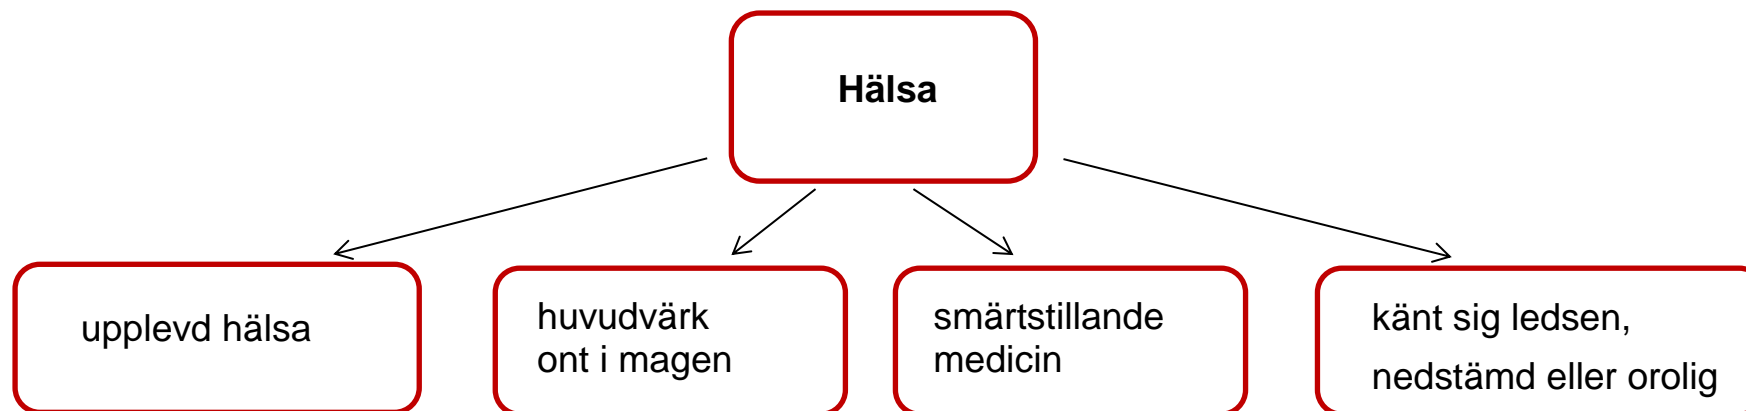 Hälsa
upplevd hälsa
huvudvärk
ont i magen
smärtstillande
medicin
känt sig ledsen,
nedstämd eller orolig